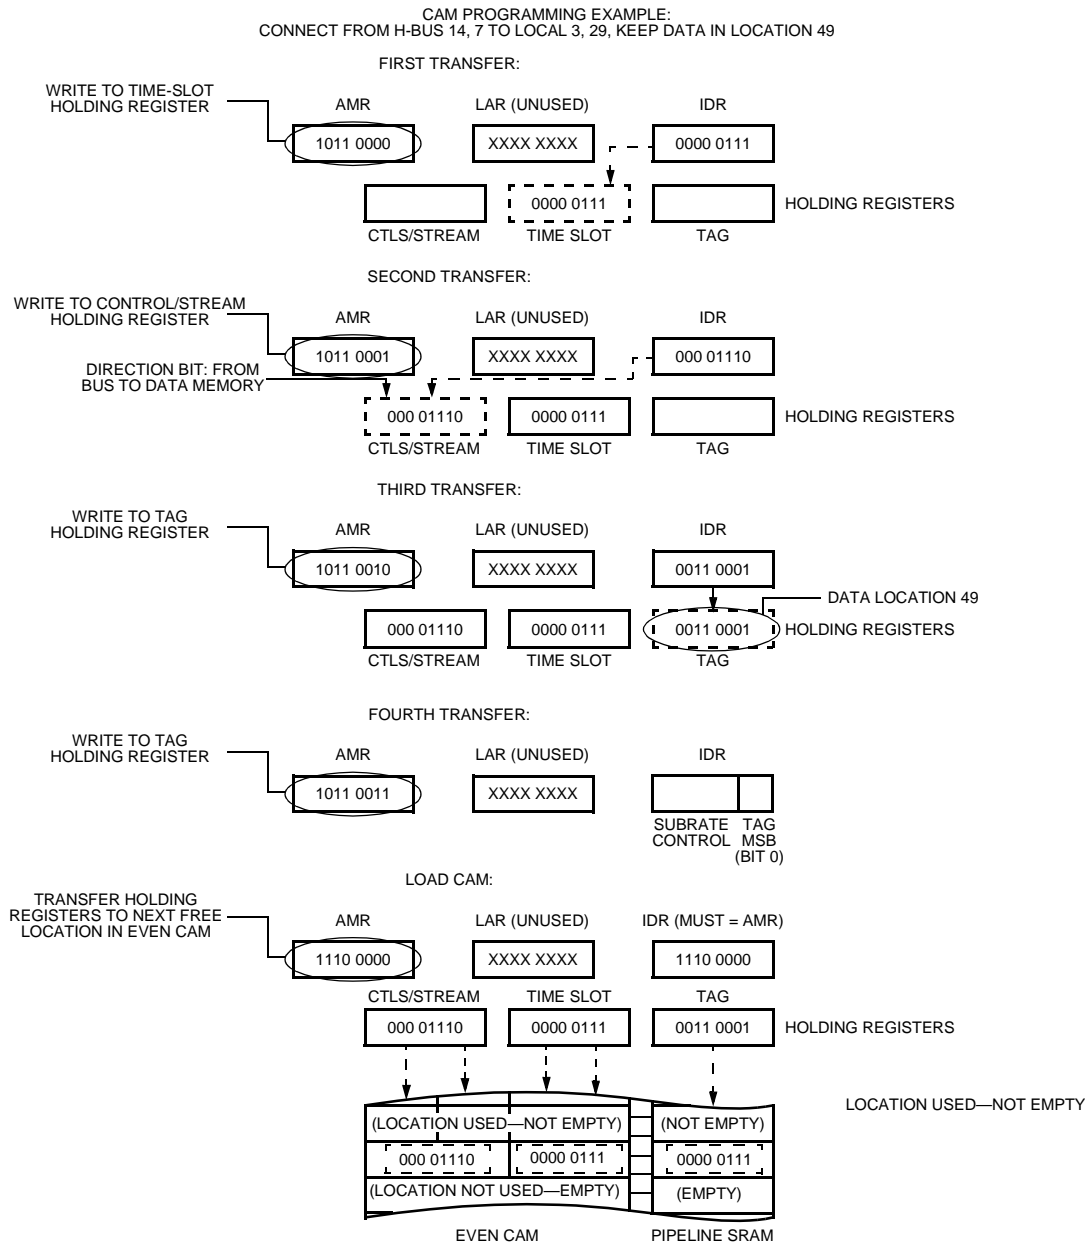 CAM PROGRAMMING EXAMPLE:
CONNECT FROM H-BUS 14, 7 TO LOCAL 3, 29, KEEP DATA IN LOCATION 49
FIRST TRANSFER:
WRITE TO TIME-SLOT
HOLDING REGISTER
AMR
LAR (UNUSED)
IDR
1011 0000
XXXX XXXX
0000 0111
0000 0111
HOLDING REGISTERS
CTLS/STREAM
TIME SLOT
TAG
SECOND TRANSFER:
WRITE TO CONTROL/STREAM
HOLDING REGISTER
AMR
LAR (UNUSED)
IDR
1011 0001
XXXX XXXX
000 01110
DIRECTION BIT: FROM
BUS TO DATA MEMORY
000 01110
0000 0111
HOLDING REGISTERS
CTLS/STREAM
TIME SLOT
TAG
THIRD TRANSFER:
WRITE TO TAG
HOLDING REGISTER
AMR
LAR (UNUSED)
IDR
1011 0010
XXXX XXXX
0011 0001
DATA LOCATION 49
000 01110
0000 0111
0011 0001
HOLDING REGISTERS
CTLS/STREAM
TIME SLOT
TAG
FOURTH TRANSFER:
WRITE TO TAG
HOLDING REGISTER
AMR
LAR (UNUSED)
IDR
1011 0011
XXXX XXXX
SUBRATE
CONTROL
TAG
MSB
(BIT 0)
LOAD CAM:
TRANSFER HOLDING
REGISTERS TO NEXT FREE
LOCATION IN EVEN CAM
AMR
LAR (UNUSED)
IDR (MUST = AMR)
1110 0000
XXXX XXXX
1110 0000
CTLS/STREAM
TIME SLOT
TAG
000 01110
0000 0111
0011 0001
HOLDING REGISTERS
LOCATION USED—NOT EMPTY
(LOCATION USED—NOT EMPTY)
(NOT EMPTY)
000 01110
0000 0111
0000 0111
(LOCATION NOT USED—EMPTY)
(EMPTY)
EVEN CAM
PIPELINE SRAM